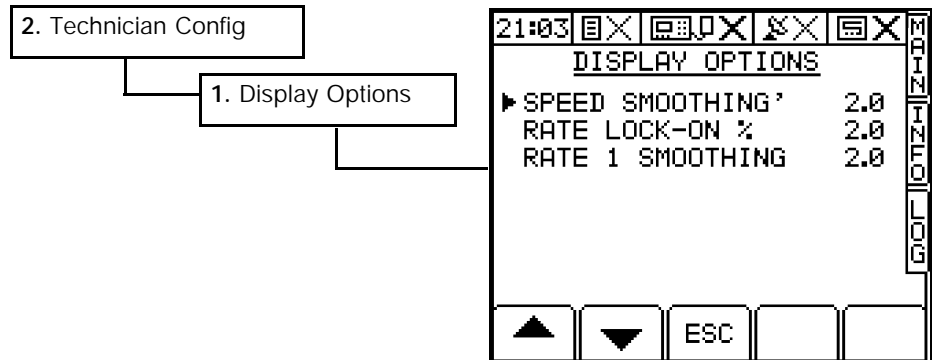 2. Technician Config
1. Display Options
21:03
DISPLAY OPTIONS
SPEED SMOOTHING' 2.0
RATE LOCK-ON % 2.0
RATE 1 SMOOTHING 2.0
MAIN
INFO
LOG
ESC